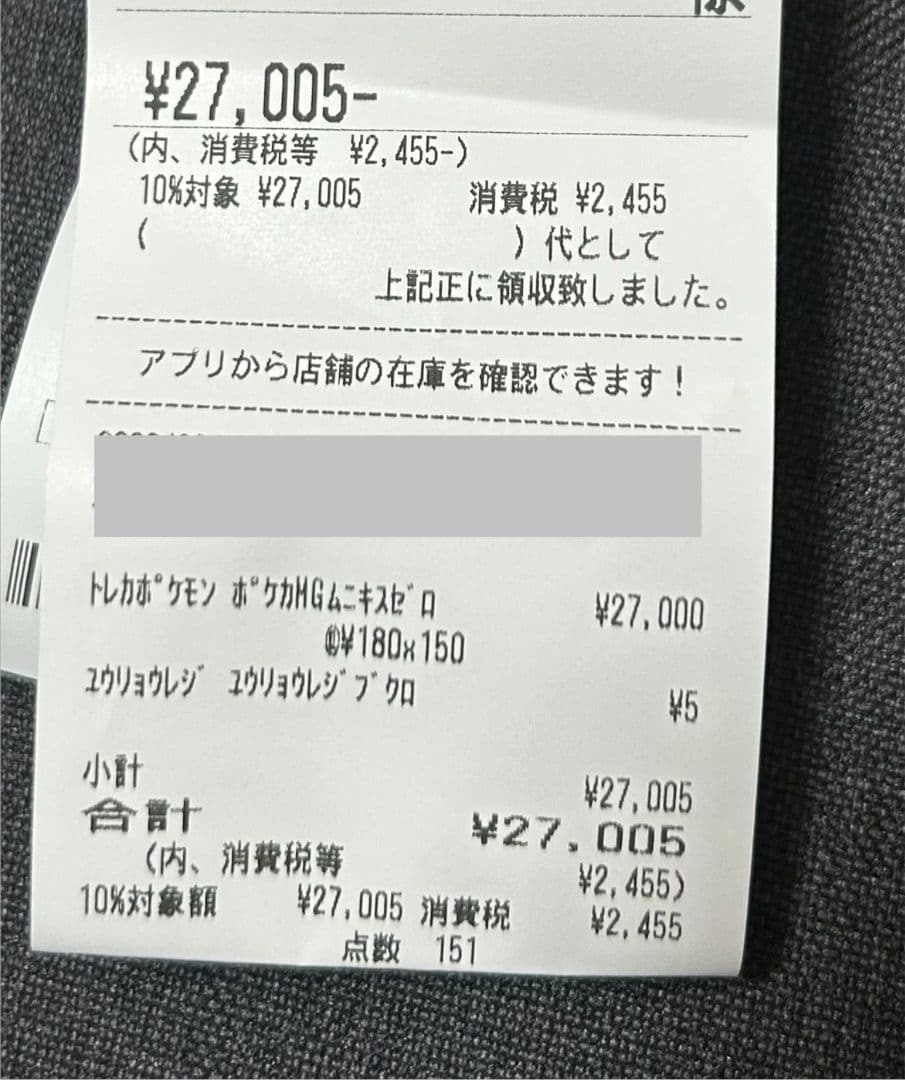 様
¥27,005-
(内、消費税等 ¥2,455-)
10%対象 ¥27,005 消費税 ¥2,455
( ) 代として
上記正に領収致しました。
アプリから店舗の在庫を確認できます!
ﾄﾚｶﾎﾟｹﾓﾝ ﾎﾟｹｶMGﾑﾆｷｽｾﾞﾛ ¥27,000
¥180x150
ﾕｳﾘｮｳﾚｼﾞ ﾕｳﾘｮｳﾚｼﾞﾌﾞｸﾛ ¥5
小計 ¥27,005
合計 ¥27,005
(内、消費税等 ¥2,455)
10%対象額 ¥27,005 消費税 ¥2,455
点数 151